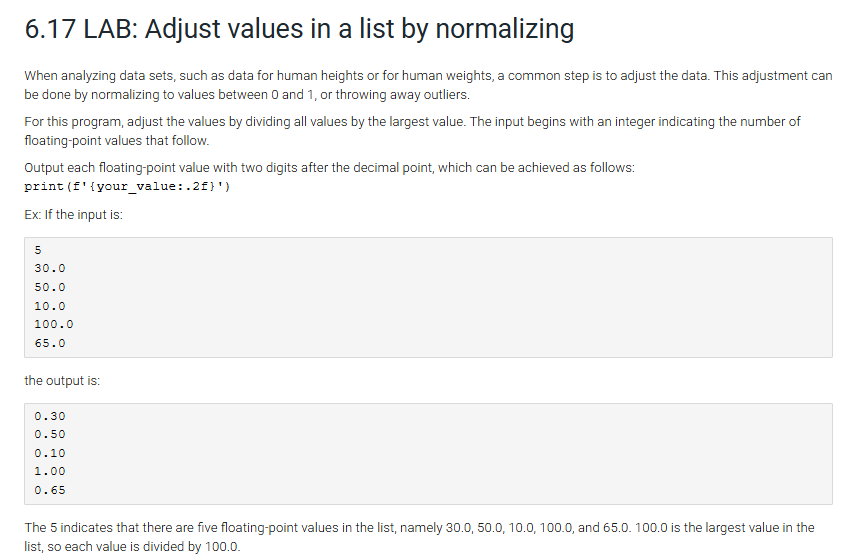 6.17 LAB: Adjust values in a list by normalizing
When analyzing data sets, such as data for human heights or for human weights, a common step is to adjust the data. This adjustment can
be done by normalizing to values between 0 and 1, or throwing away outliers.
For this program, adjust the values by dividing all values by the largest value. The input begins with an integer indicating the number of
floating-point values that follow.
Output each floating-point value with two digits after the decimal point, which can be achieved as follows:
print(f'{your_value:.2f}')
Ex: If the input is:
5
30.0
50.0
10.0
100.0
65.0
the output is:
0.30
0.50
0.10
1.00
0.65
The 5 indicates that there are five floating-point values in the list, namely 30.0, 50.0, 10.0, 100.0, and 65.0. 100.0 is the largest value in the
list, so each value is divided by 100.0.